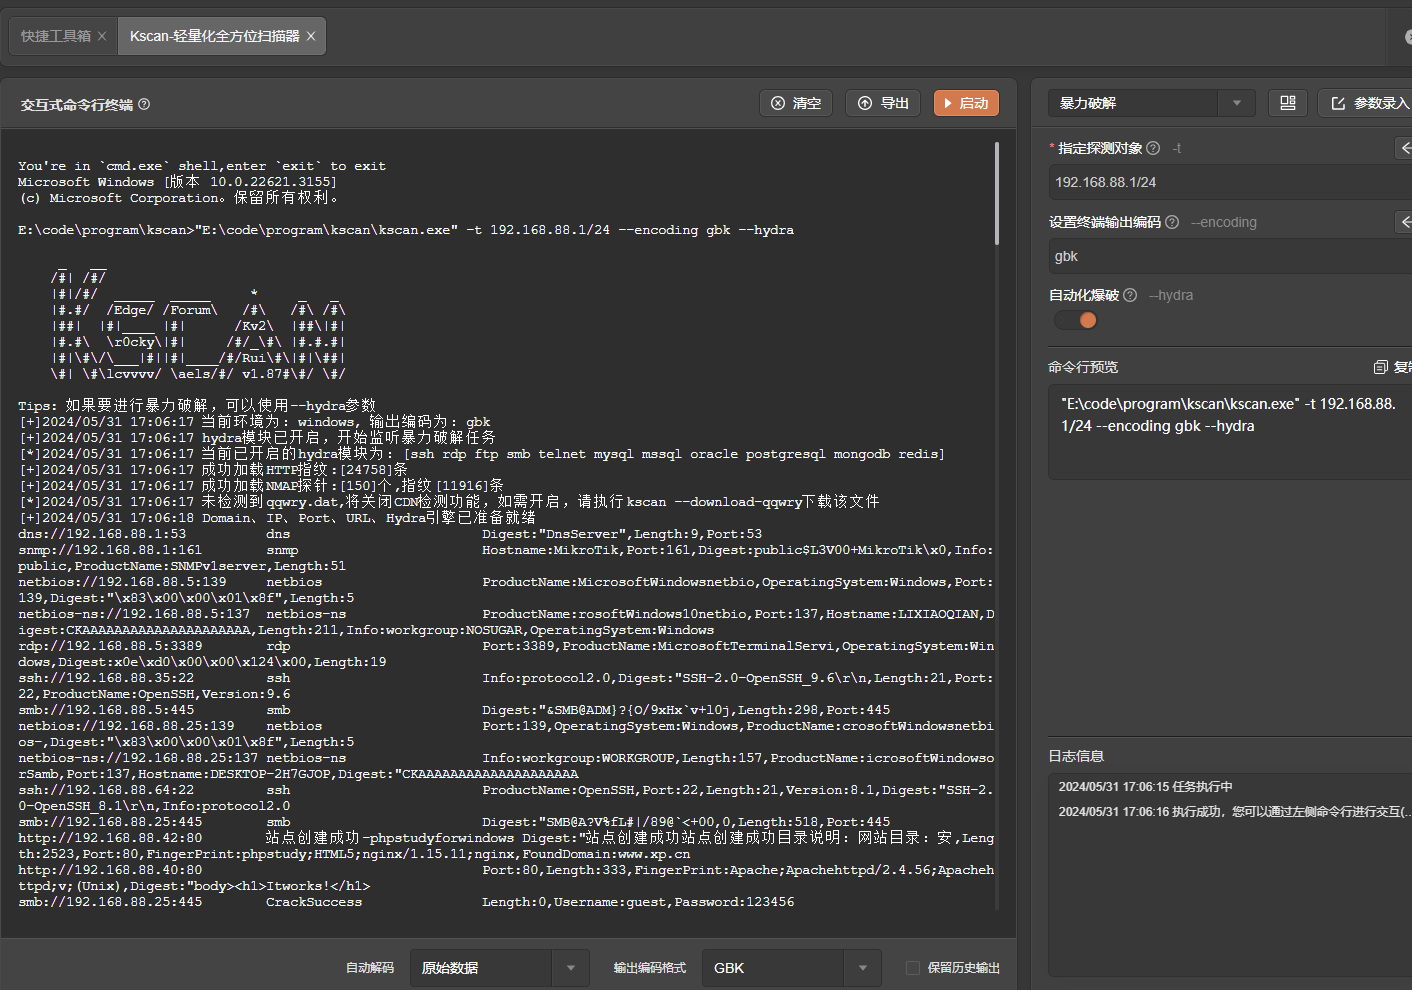 快捷工具箱 ×
Kscan-轻量化全方位扫描器 ×
交互式命令行终端
清空
导出
启动
You're in `cmd.exe` shell,enter `exit` to exit
Microsoft Windows [版本 10.0.22621.3155]
(c) Microsoft Corporation。保留所有权利。
E:\code\program\kscan>"E:\code\program\kscan\kscan.exe" -t 192.168.88.1/24 --encoding gbk --hydra
     _   __
    /#| /#/
    |#|/#/   _____  _____     *     _   _
    |#.#/  /Edge/ /Forum\   /#\   /#\ /#\
    |##|  |#|____ |#|      /Kv2\  |##\|#|
    |#.#\  \r0cky\|#|     /#/_\#\ |#.#.#|
    |#|\#\/\___|#||#|____/#/Rui\#\|#|\##|
    \#| \#\lcvvvv/ \aels/#/ v1.87#\#/ \#/
Tips: 如果要进行暴力破解，可以使用--hydra参数
[+]2024/05/31 17:06:17 当前环境为：windows, 输出编码为：gbk
[+]2024/05/31 17:06:17 hydra模块已开启，开始监听暴力破解任务
[*]2024/05/31 17:06:17 当前已开启的hydra模块为：[ssh rdp ftp smb telnet mysql mssql oracle postgresql mongodb redis]
[+]2024/05/31 17:06:17 成功加载HTTP指纹:[24758]条
[+]2024/05/31 17:06:17 成功加载NMAP探针:[150]个,指纹[11916]条
[*]2024/05/31 17:06:17 未检测到qqwry.dat,将关闭CDN检测功能，如需开启，请执行kscan --download-qqwry下载该文件
[+]2024/05/31 17:06:18 Domain、IP、Port、URL、Hydra引擎已准备就绪
dns://192.168.88.1:53          dns                        Digest:"DnsServer",Length:9,Port:53
snmp://192.168.88.1:161        snmp                       Hostname:MikroTik,Port:161,Digest:public$L3V00+MikroTik\x0,Info:
public,ProductName:SNMPv1server,Length:51
netbios://192.168.88.5:139     netbios                    ProductName:MicrosoftWindowsnetbio,OperatingSystem:Windows,Port:
139,Digest:"\x83\x00\x00\x01\x8f",Length:5
netbios-ns://192.168.88.5:137  netbios-ns                 ProductName:rosoftWindows10netbio,Port:137,Hostname:LIXIAOQIAN,D
igest:CKAAAAAAAAAAAAAAAAAAAAA,Length:211,Info:workgroup:NOSUGAR,OperatingSystem:Windows
rdp://192.168.88.5:3389        rdp                        Port:3389,ProductName:MicrosoftTerminalServi,OperatingSystem:Win
dows,Digest:x0e\xd0\x00\x00\x124\x00,Length:19
ssh://192.168.88.35:22         ssh                        Info:protocol2.0,Digest:"SSH-2.0-OpenSSH_9.6\r\n,Length:21,Port:
22,ProductName:OpenSSH,Version:9.6
smb://192.168.88.5:445         smb                        Digest:"&SMB@ADM}?{O/9xHx`v+l0j,Length:298,Port:445
netbios://192.168.88.25:139    netbios                    Port:139,OperatingSystem:Windows,ProductName:crosoftWindowsnetbi
os-,Digest:"\x83\x00\x00\x01\x8f",Length:5
netbios-ns://192.168.88.25:137 netbios-ns                 Info:workgroup:WORKGROUP,Length:157,ProductName:icrosoftWindowso
rSamb,Port:137,Hostname:DESKTOP-2H7GJOP,Digest:"CKAAAAAAAAAAAAAAAAAAAA
ssh://192.168.88.64:22         ssh                        ProductName:OpenSSH,Port:22,Length:21,Version:8.1,Digest:"SSH-2.
0-OpenSSH_8.1\r\n,Info:protocol2.0
smb://192.168.88.25:445        smb                        Digest:"SMB@A?V%fL#|/89@`<+00,0,Length:518,Port:445
http://192.168.88.42:80        站点创建成功-phpstudyforwindows Digest:"站点创建成功站点创建成功目录说明：网站目录：安,Leng
th:2523,Port:80,FingerPrint:phpstudy;HTML5;nginx/1.15.11;nginx,FoundDomain:www.xp.cn
http://192.168.88.40:80                                   Port:80,Length:333,FingerPrint:Apache;Apachehttpd/2.4.56;Apacheh
ttpd;v;(Unix),Digest:"body><h1>Itworks!</h1>
smb://192.168.88.25:445        CrackSuccess               Length:0,Username:guest,Password:123456
自动解码
原始数据
输出编码格式
GBK
保留历史输出
暴力破解
参数录入
* 指定探测对象 -t
192.168.88.1/24
设置终端输出编码 --encoding
gbk
自动化爆破 --hydra
命令行预览
"E:\code\program\kscan\kscan.exe" -t 192.168.88.
1/24 --encoding gbk --hydra
日志信息
2024/05/31 17:06:15 任务执行中
2024/05/31 17:06:16 执行成功，您可以通过左侧命令行进行交互(...